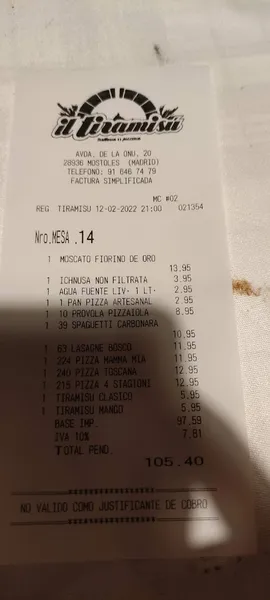 il tiramisú
AVDA. DE LA ONU, 20
28936 MOSTOLES (MADRID)
TELEFONO: 91 646 74 79
FACTURA SIMPLIFICADA
MC #02
REG TIRAMISU 12-02-2022 21:00 021354
Nro.MESA .14
1 MOSCATO FIORINO DE ORO
13.95
1 ICHNUSA NON FILTRATA 3.95
1 AGUA FUENTE LIV. 1 LT. 2.95
1 1 PAN PIZZA ARTESANAL 2.95
1 10 PROVOLA PIZZAIOLA 8.95
1 39 SPAGUETTI CARBONARA
10.95
1 63 LASAGNE BOSCO 11.95
1 224 PIZZA MAMMA MIA 11.95
1 240 PIZZA TOSCANA 12.95
1 215 PIZZA 4 STAGIONI 12.95
1 TIRAMISU CLASICO 5.95
1 TIRAMISU MANGO 5.95
BASE IMP. 97.59
IVA 10% 7.81
TOTAL PEND.
105.40
NO VALIDO COMO JUSTIFICANTE DE COBRO